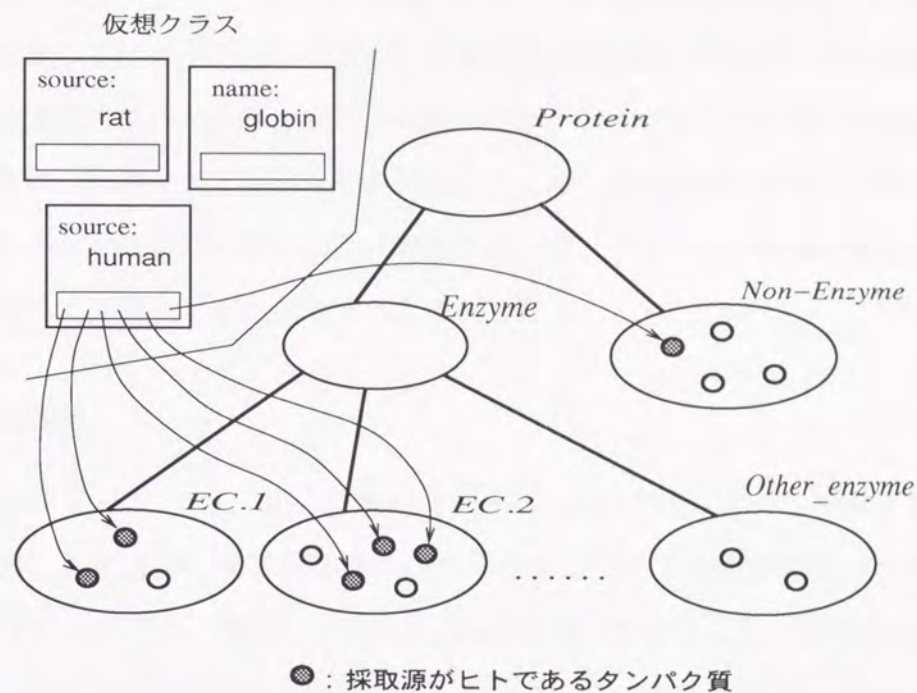 仮想クラス
source:
rat
name:
globin
source:
human
Protein
Enzyme
Non-Enzyme
EC.1
EC.2
Other_enzyme
......
: 採取源がヒトであるタンパク質